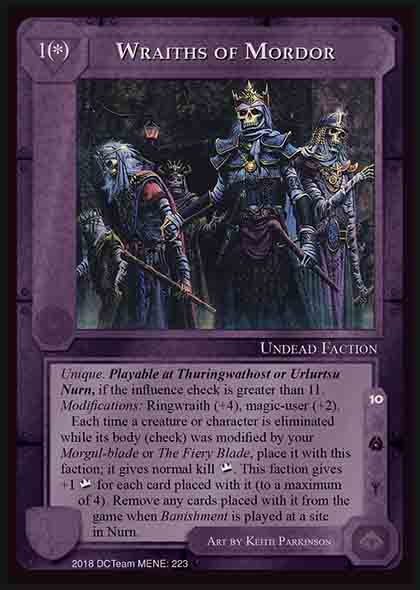 1(*)
WRAITHS OF MORDOR
UNDEAD FACTION
Unique. Playable at Thuringwathost or Urlurtsu
Nurn, if the influence check is greater than 11.
Modifications: Ringwraith (+4), magic-user (+2).
Each time a creature or character is eliminated
while its body (check) was modified by your
Morgul-blade or The Fiery Blade, place it with this
faction; it gives normal kill . This faction gives
+1 for each card placed with it (to a maximum
of 4). Remove any cards placed with it from the
game when Banishment is played at a site
in Nurn.
10
ART BY KEITH PARKINSON
2018 DCTeam MENE: 223